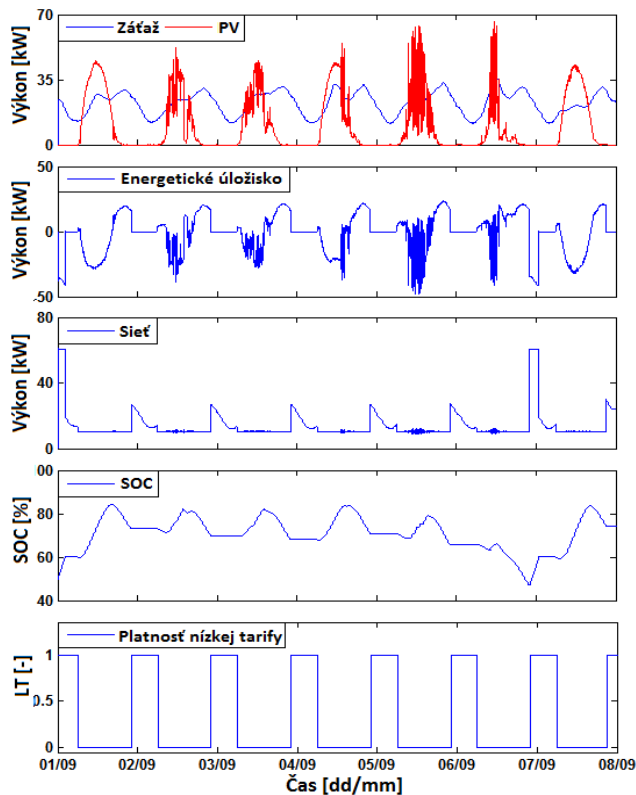 70
Záťaž PV
Výkon [kW]
35
0
50
Energetické úložisko
Výkon [kW]
0
-50
80
Sieť
Výkon [kW]
40
0
00
SOC
SOC [%]
80
60
40
Platnosť nízkej tarify
LT [-]
1
0.5
0
01/09 02/09 03/09 04/09 05/09 06/09 07/09 08/09
Čas [dd/mm]